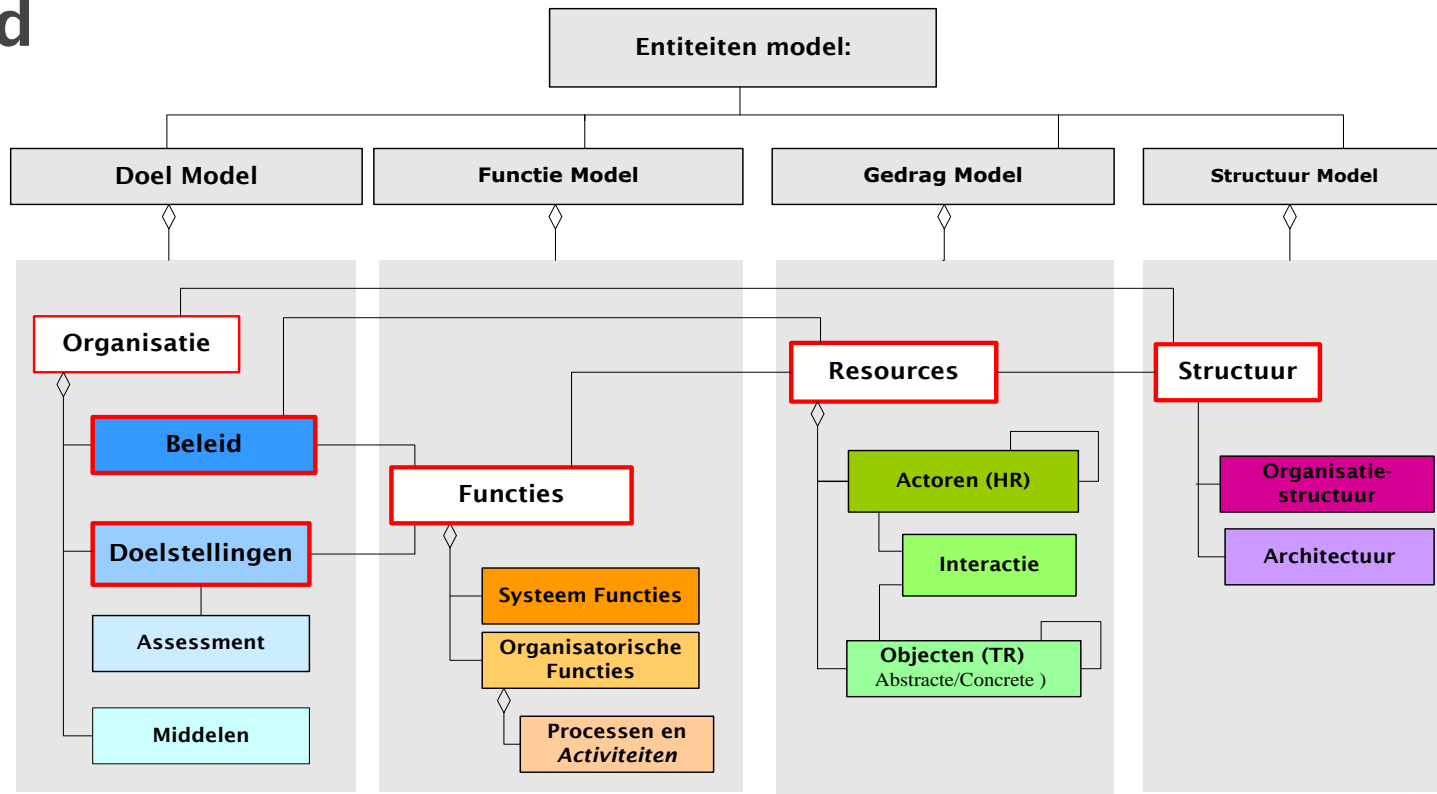 d
Entiteiten model:
Doel Model
Functie Model
Gedrag Model
Structuur Model
Organisatie
Beleid
Doelstellingen
Assessment
Middelen
Functies
Systeem Functies
Organisatorische
Functies
Processen en
Activiteiten
Resources
Actoren (HR)
Interactie
Objecten (TR)
Abstracte/Concrete )
Structuur
Organisatie-
structuur
Architectuur